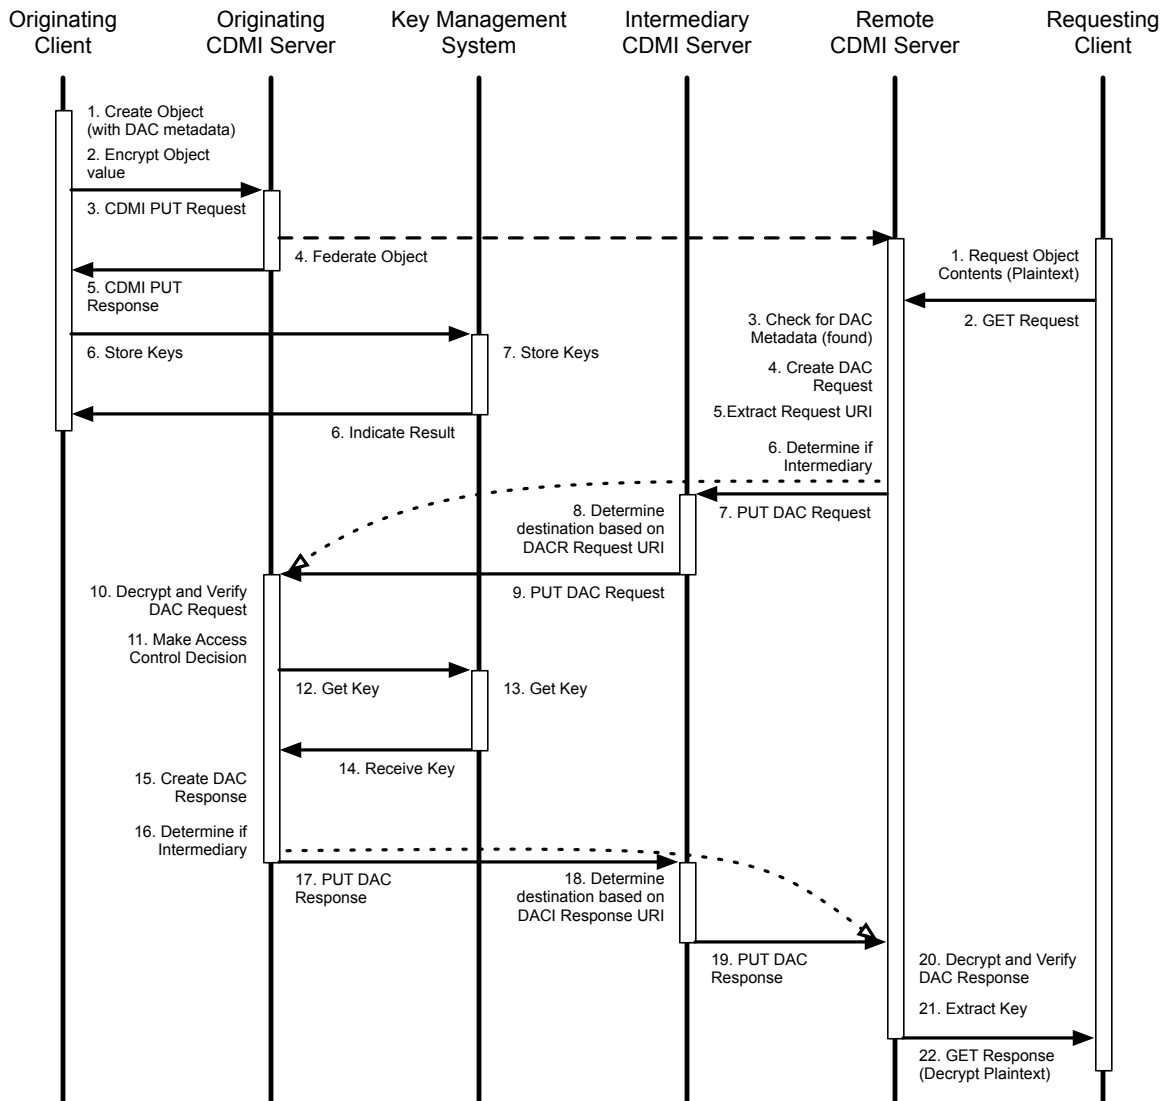 Originating
Client
Originating
CDMI Server
Key Management
System
Intermediary
CDMI Server
Remote
CDMI Server
Requesting
Client
1. Create Object
(with DAC metadata)
2. Encrypt Object
value
3. CDMI PUT Request
4. Federate Object
5. CDMI PUT
Response
6. Store Keys
7. Store Keys
6. Indicate Result
1. Request Object
Contents (Plaintext)
2. GET Request
3. Check for DAC
Metadata (found)
4. Create DAC
Request
5.Extract Request URI
6. Determine if
Intermediary
7. PUT DAC Request
8. Determine
destination based on
DACR Request URI
9. PUT DAC Request
10. Decrypt and Verify
DAC Request
11. Make Access
Control Decision
12. Get Key
13. Get Key
14. Receive Key
15. Create DAC
Response
16. Determine if
Intermediary
17. PUT DAC
Response
18. Determine
destination based on
DACI Response URI
19. PUT DAC
Response
20. Decrypt and Verify
DAC Response
21. Extract Key
22. GET Response
(Decrypt Plaintext)